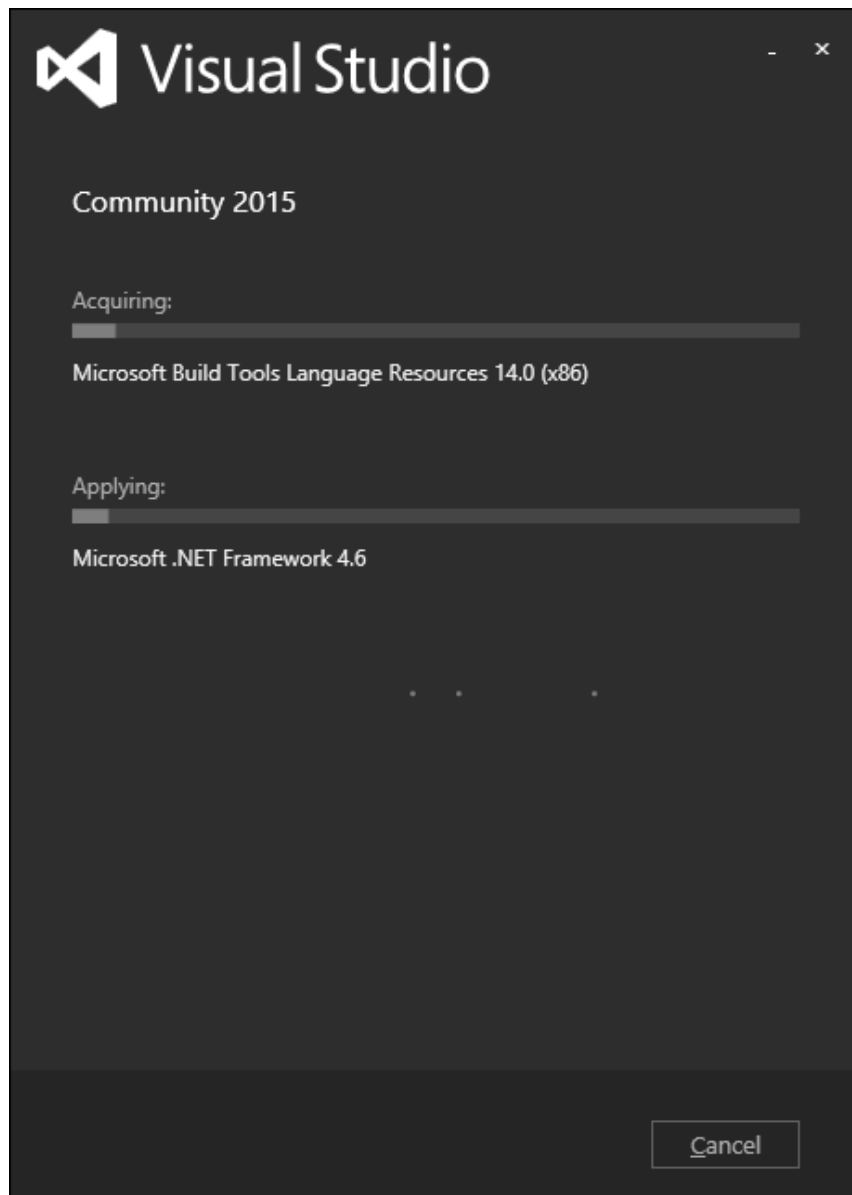 Visual Studio
Community 2015
Acquiring:
Microsoft Build Tools Language Resources 14.0 (x86)
Applying:
Microsoft .NET Framework 4.6
Cancel